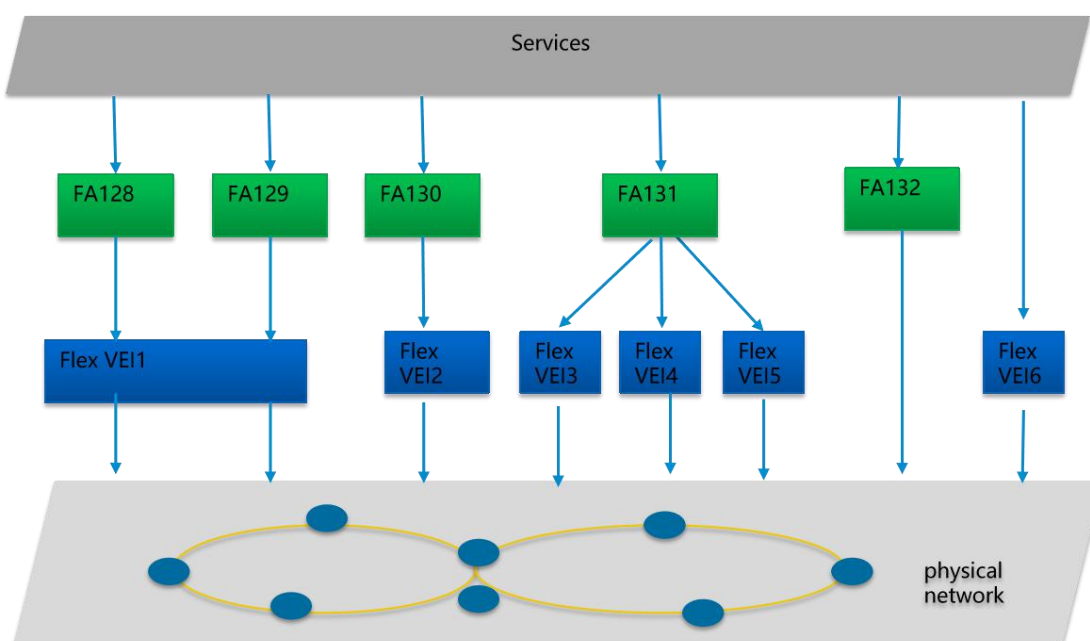 Services
FA128
FA129
FA130
FA131
FA132
Flex VEI1
Flex
VEI2
Flex
VEI3
Flex
VEI4
Flex
VEI5
Flex
VEI6
physical
network